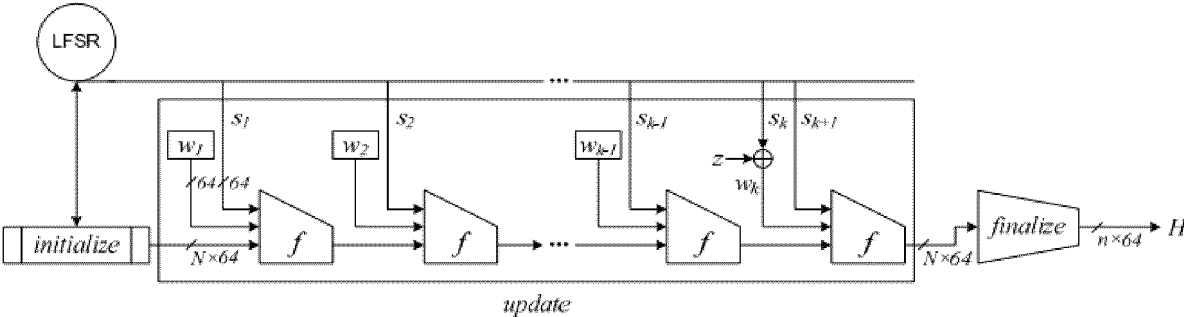 LFSR
...
s1 s2 sk-1 sk sk+1
w1 w2 wk-1 z
wk
64 64
initialize f f ... f f finalize H
N×64 N×64 n×64
update